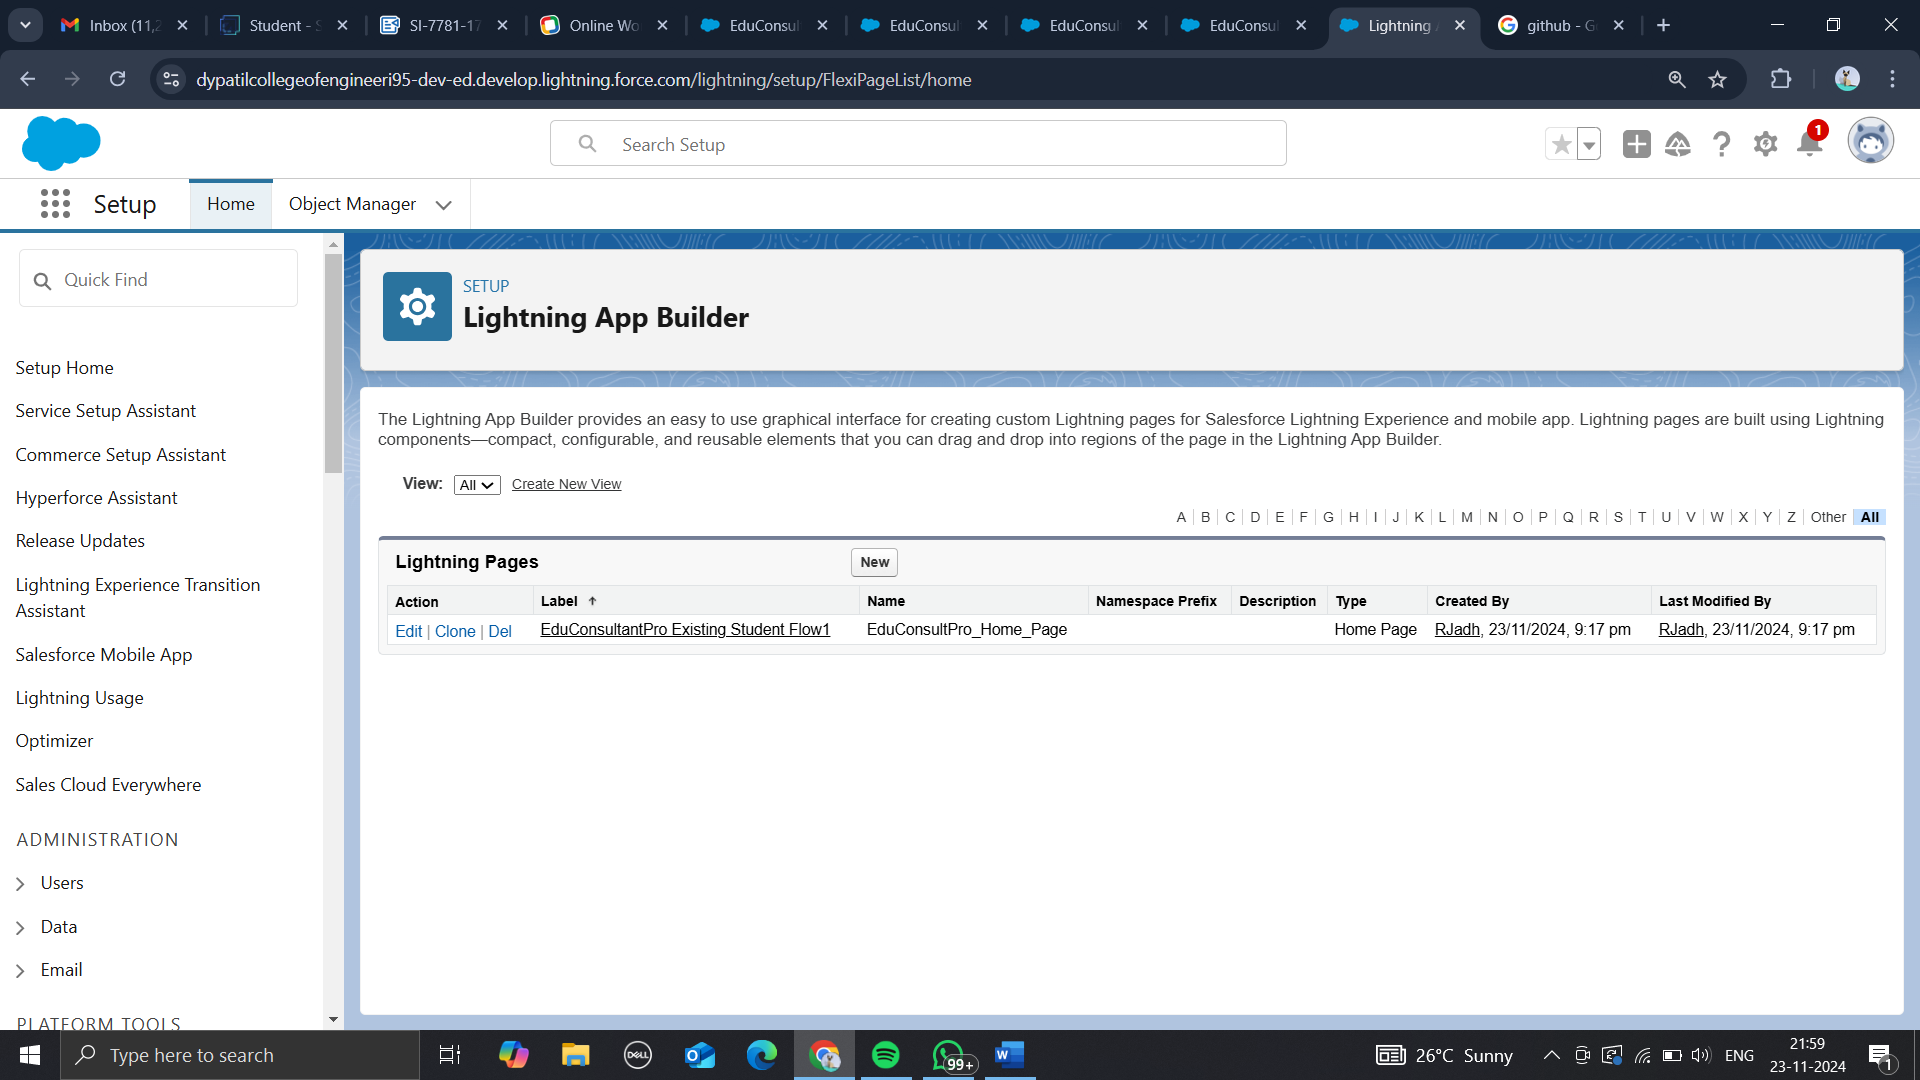 Inbox (11,2
Student - S
SI-7781-17
Online Wo
EduConsul
EduConsul
EduConsul
EduConsul
Lightning A
github - G
dypatilcollegeofengineeri95-dev-ed.develop.lightning.force.com/lightning/setup/FlexiPageList/home
Search Setup
1
Setup Home Object Manager
Quick Find
Setup Home
Service Setup Assistant
Commerce Setup Assistant
Hyperforce Assistant
Release Updates
Lightning Experience Transition
Assistant
Salesforce Mobile App
Lightning Usage
Optimizer
Sales Cloud Everywhere
ADMINISTRATION
Users
Data
Email
PLATFORM TOOLS
SETUP
Lightning App Builder
The Lightning App Builder provides an easy to use graphical interface for creating custom Lightning pages for Salesforce Lightning Experience and mobile app. Lightning pages are built using Lightning
components—compact, configurable, and reusable elements that you can drag and drop into regions of the page in the Lightning App Builder.
View: All Create New View
A | B | C | D | E | F | G | H | I | J | K | L | M | N | O | P | Q | R | S | T | U | V | W | X | Y | Z | Other | All
Lightning Pages New
Action Label ↑ Name Namespace Prefix Description Type Created By Last Modified By
Edit | Clone | Del EduConsultantPro Existing Student Flow1 EduConsultPro_Home_Page Home Page RJadh, 23/11/2024, 9:17 pm RJadh, 23/11/2024, 9:17 pm
Type here to search
DELL
99+
26°C Sunny
ENG
21:59
23-11-2024
1